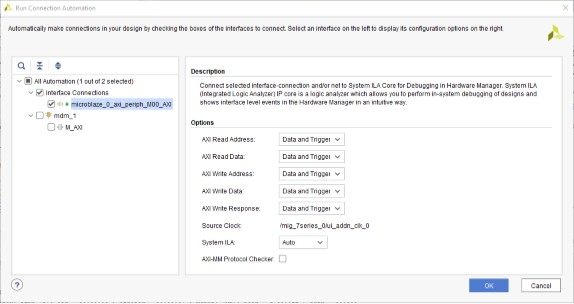 Run Connection Automation
Automatically make connections in your design by checking the boxes of the interfaces to connect. Select an interface on the left to display its configuration options on the right.
All Automation (1 out of 2 selected)
Interface Connections
microblaze_0_axi_periph_M00_AXI
mdm_1
M_AXI
Description
Connect selected interface-connection and/or net to System ILA Core for Debugging in Hardware Manager. System ILA
(Integrated Logic Analyzer) IP core is a logic analyzer which allows you to perform in-system debugging of designs and
shows interface level events in the Hardware Manager in an intuitive way.
Options
AXI Read Address: Data and Trigger
AXI Read Data: Data and Trigger
AXI Write Address: Data and Trigger
AXI Write Data: Data and Trigger
AXI Write Response: Data and Trigger
Source Clock: /mig_7series_0/ui_addn_clk_0
System ILA: Auto
AXI-MM Protocol Checker:
?
OK
Cancel